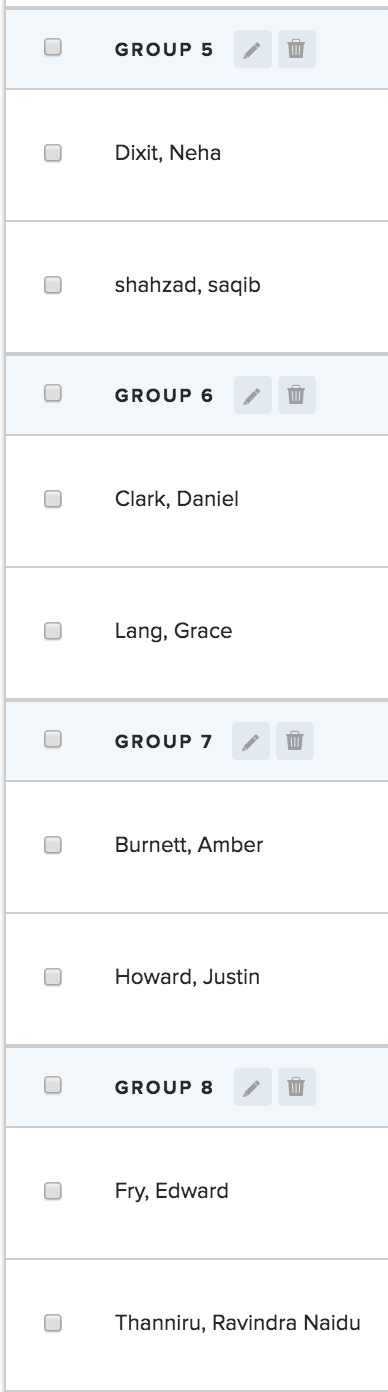 GROUP 5
Dixit, Neha
shahzad, saqib
GROUP 6
Clark, Daniel
Lang, Grace
GROUP 7
Burnett, Amber
Howard, Justin
GROUP 8
Fry, Edward
Thanniru, Ravindra Naidu